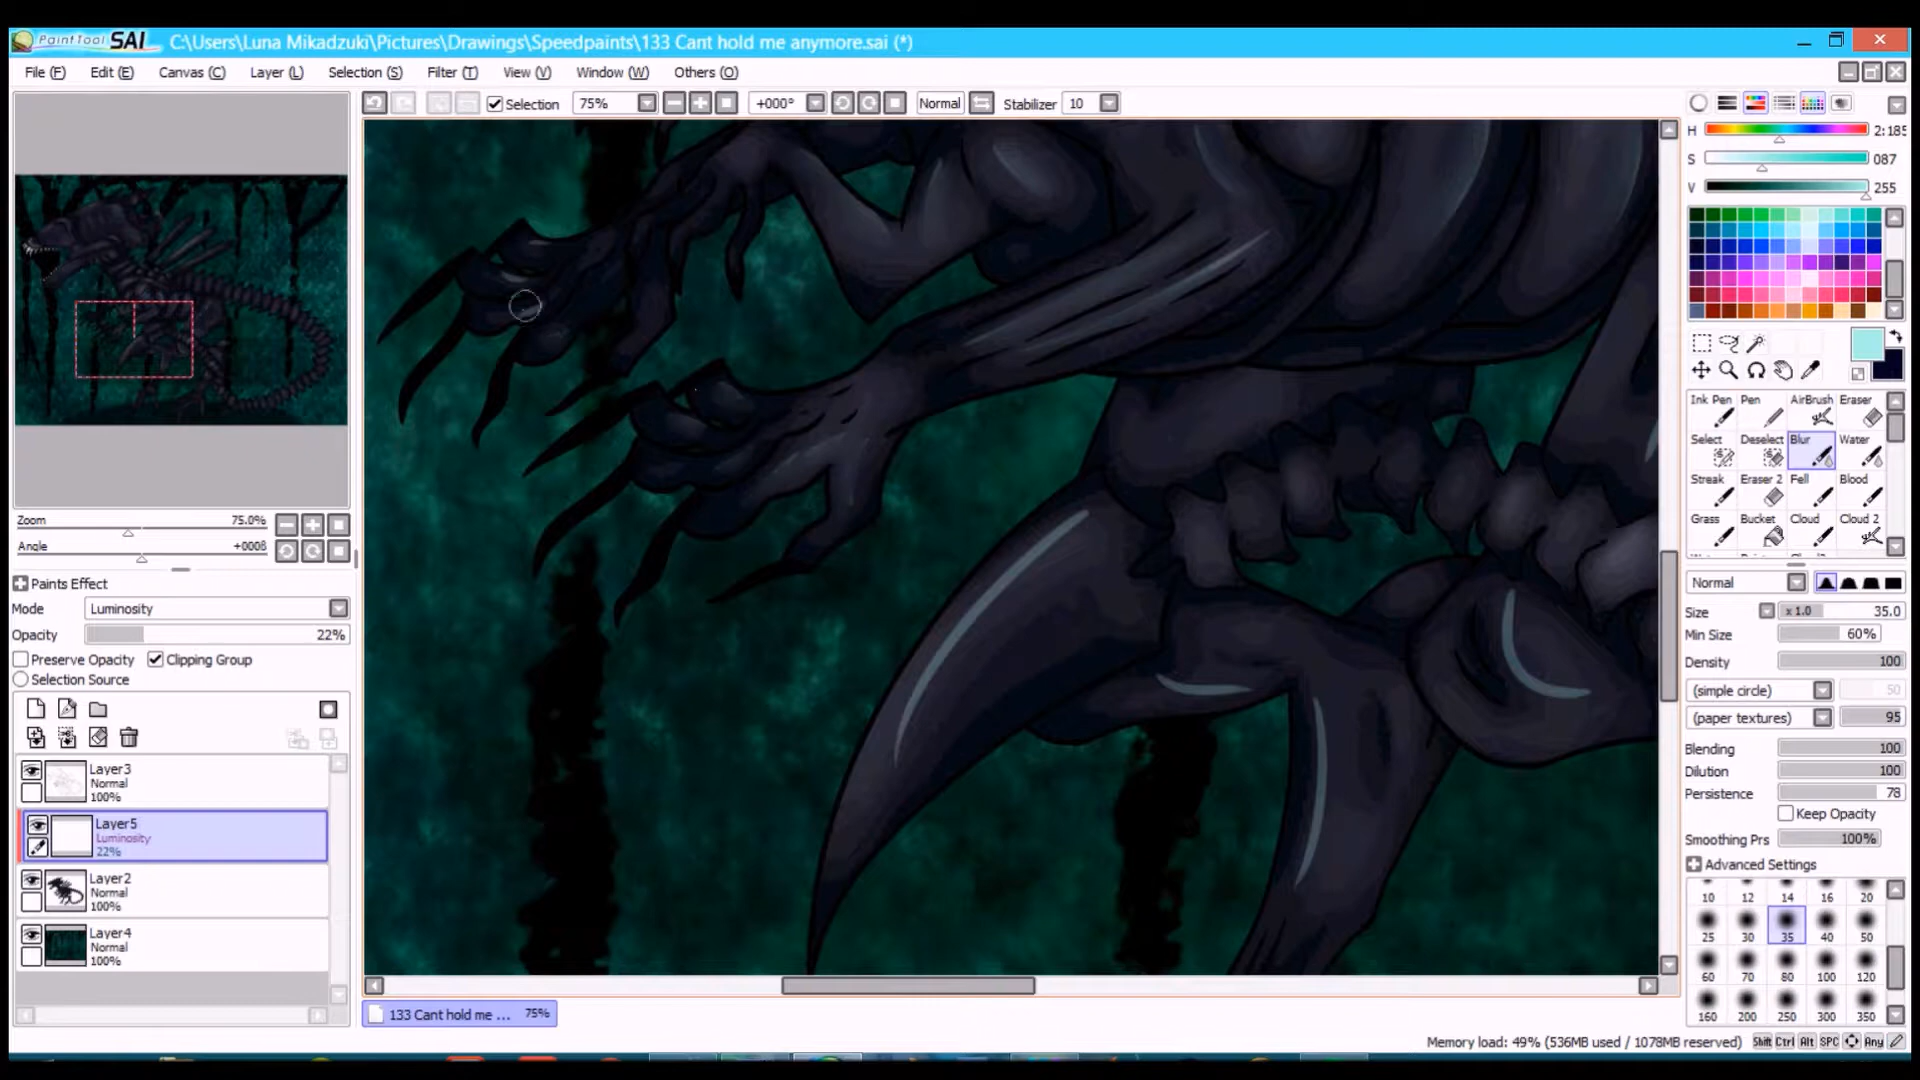 PaintTool SAI C:\Users\Luna Mikadzuki\Pictures\Drawings\Speedpaints\133 Cant hold me anymore.sai (*)
File (F) Edit (E) Canvas (C) Layer (L) Selection (S) Filter (T) View (V) Window (W) Others (O)
Selection 75% +000° Normal Stabilizer 10
H 2:185
S 087
V 255
Zoom 75.0%
Angle +000ß
Paints Effect
Mode Luminosity
Opacity 22%
Preserve Opacity Clipping Group
Selection Source
Layer3
Normal
100%
Layer5
Luminosity
22%
Layer2
Normal
100%
Layer4
Normal
100%
Ink Pen Pen AirBrush Eraser
Select Deselect Blur Water
Streak Eraser 2 Fell Blood
Grass Bucket Cloud Cloud 2
Normal
Size x 1.0 35.0
Min Size 60%
Density 100
(simple circle) 50
(paper textures) 95
Blending 100
Dilution 100
Persistence 78
Keep Opacity
Smoothing Prs 100%
Advanced Settings
10 12 14 16 20
25 30 35 40 50
60 70 80 100 120
160 200 250 300 350
133 Cant hold me ... 75%
Memory load: 49% (536MB used / 1078MB reserved) Shift Ctrl Alt SPC Any